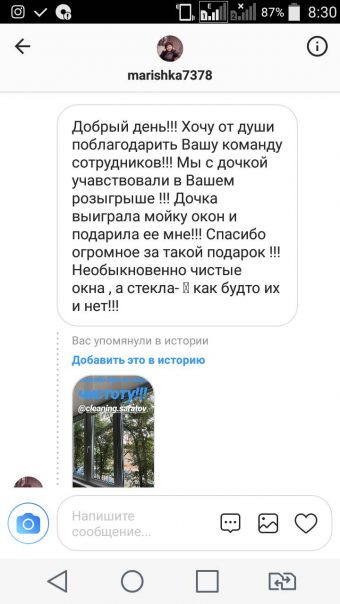 87% 8:30
marishka7378
Добрый день!!! Хочу от души
поблагодарить Вашу команду
сотрудников!!! Мы с дочкой
учавствовали в Вашем
розыгрыше !!! Дочка
выиграла мойку окон и
подарила ее мне!!! Спасибо
огромное за такой подарок !!!
Необыкновенно чистые
окна , а стекла- как будто их
и нет!!!
Вас упомянули в истории
Добавить это в историю
чистоту!!!
@cleaning.saratov
Напишите
сообщение...